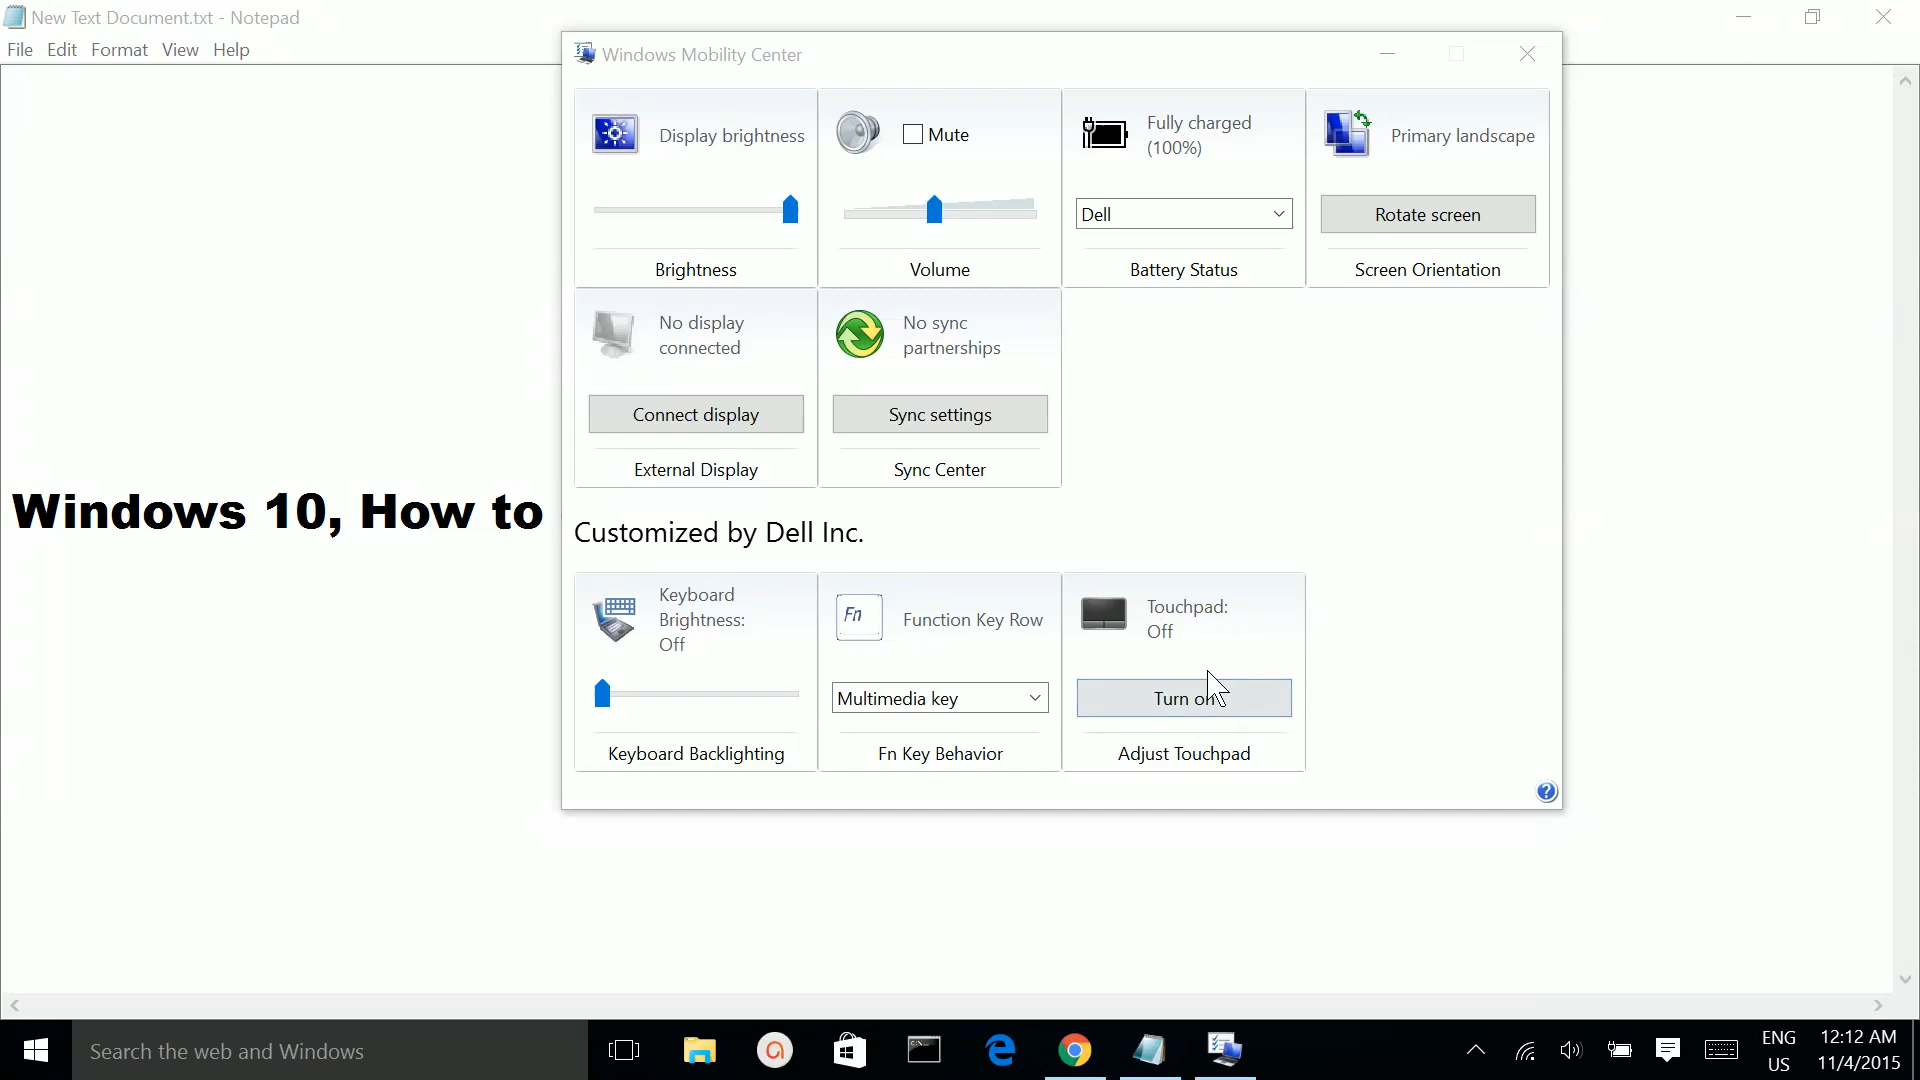 New Text Document.txt - Notepad
File Edit Format View Help
Windows Mobility Center
Display brightness
Brightness
Mute
Volume
Fully charged
(100%)
Dell
Battery Status
Primary landscape
Rotate screen
Screen Orientation
No display
connected
Connect display
External Display
No sync
partnerships
Sync settings
Sync Center
Windows 10, How to
Customized by Dell Inc.
Keyboard
Brightness:
Off
Keyboard Backlighting
Fn
Function Key Row
Multimedia key
Fn Key Behavior
Touchpad:
Off
Turn on
Adjust Touchpad
Search the web and Windows
ENG
US
12:12 AM
11/4/2015